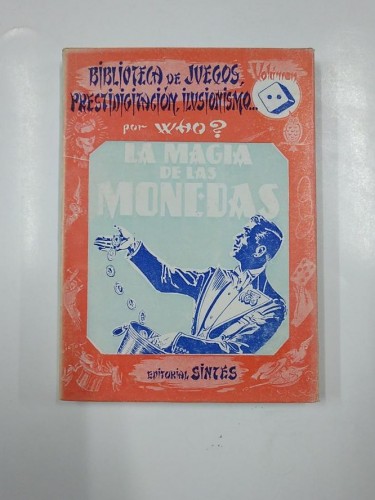 BIBLIOTECA DE JUEGOS, Volumen
PRESTIDIGITACIÓN, ILUSIONISMO...
por WHO?
LA MAGIA
DE LAS
MONEDAS
EDITORIAL SINTES